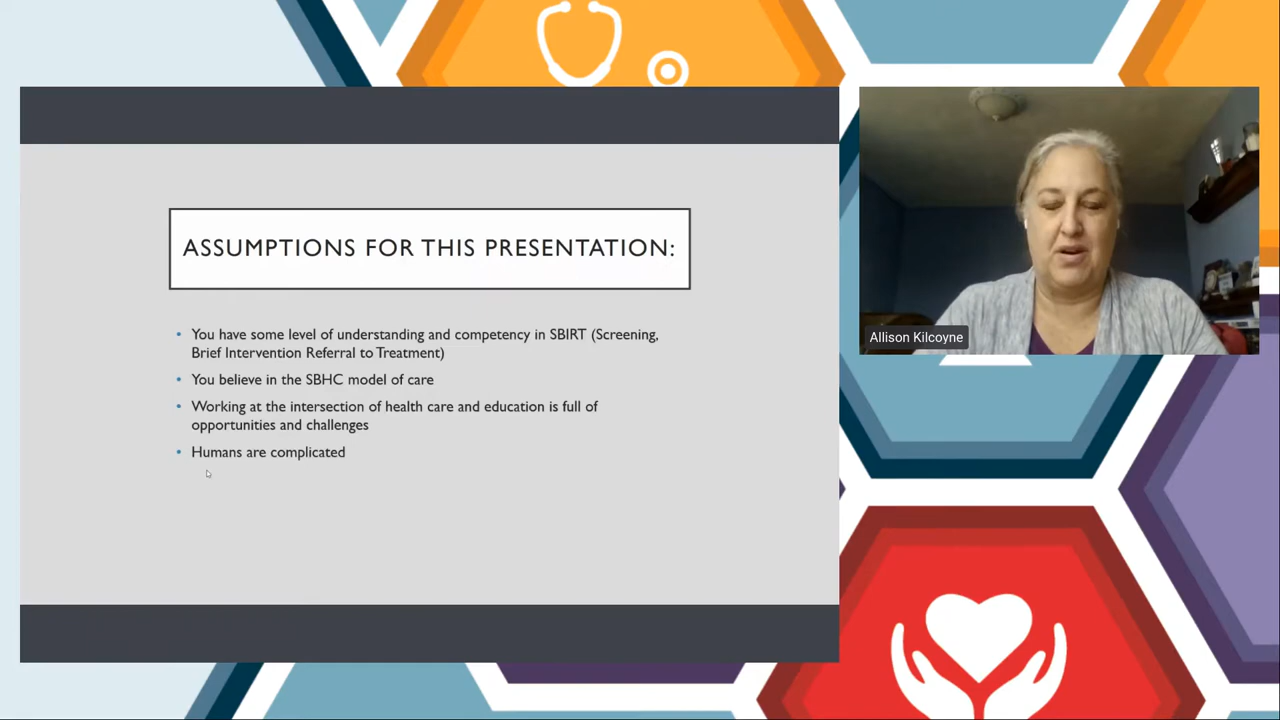 ASSUMPTIONS FOR THIS PRESENTATION:
• You have some level of understanding and competency in SBIRT (Screening,
Brief Intervention Referral to Treatment)
• You believe in the SBHC model of care
• Working at the intersection of health care and education is full of
opportunities and challenges
• Humans are complicated
Allison Kilcoyne